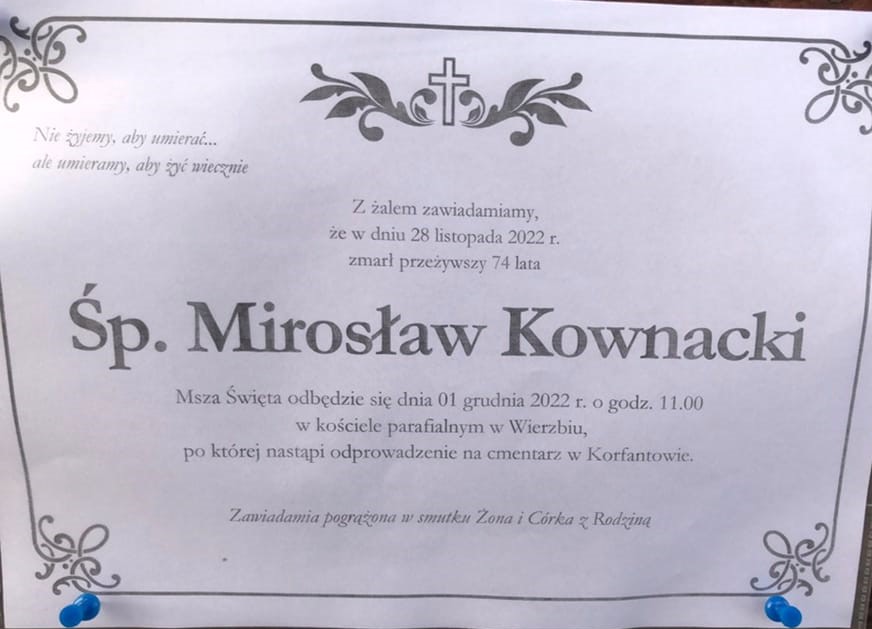 Nie żyjemy, aby umierać...
ale umieramy, aby żyć wiecznie
Z żalem zawiadamiamy,
że w dniu 28 listopada 2022 r.
zmarł przeżywszy 74 lata
Śp. Mirosław Kownacki
Msza Święta odbędzie się dnia 01 grudnia 2022 r. o godz. 11.00
w kościele parafialnym w Wierzbiu,
po której nastąpi odprowadzenie na cmentarz w Korfantowie.
Zawiadamia pogrążona w smutku Żona i Córka z Rodziną